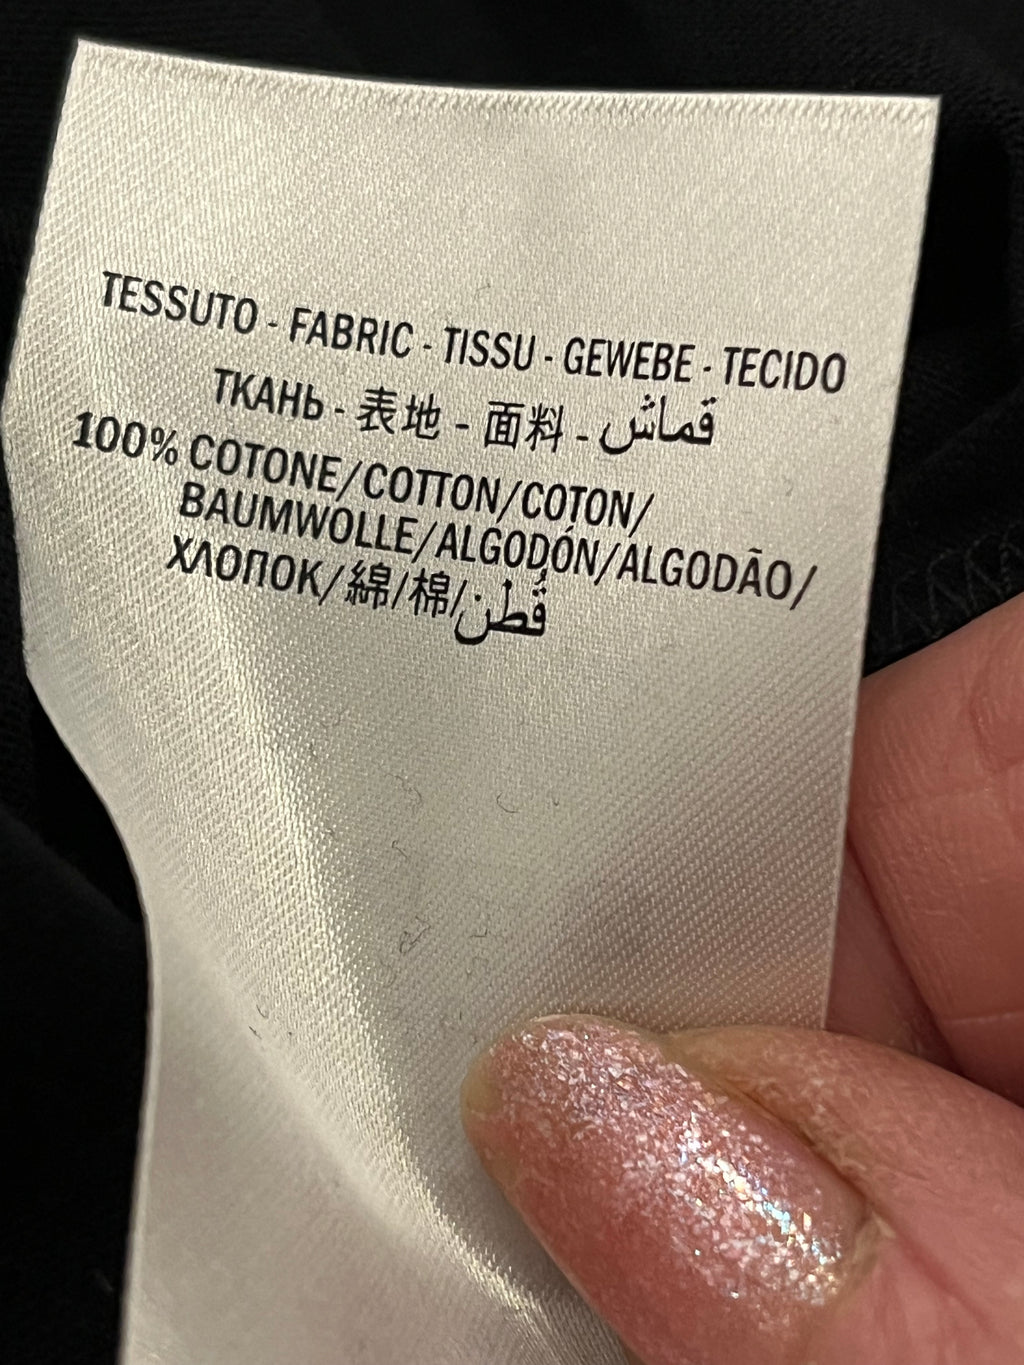 TESSUTO - FABRIC - TISSU - GEWEBE - TECIDO
ТКАНЬ - 表地 - 面料 - قماش
100% COTONE/COTTON/COTON/
BAUMWOLLE/ALGODÓN/ALGODÃO/
ХЛОПОК/綿/棉/قطن